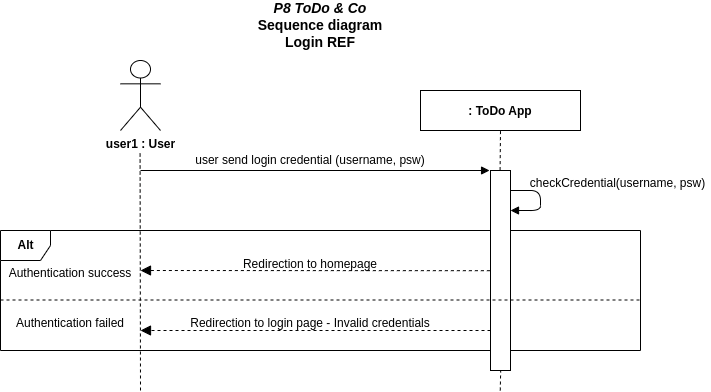 P8 ToDo & Co
Sequence diagram
Login REF
user1 : User
: ToDo App
user send login credential (username, psw)
checkCredential(username, psw)
Alt
Redirection to homepage
Authentication success
Authentication failed
Redirection to login page - Invalid credentials